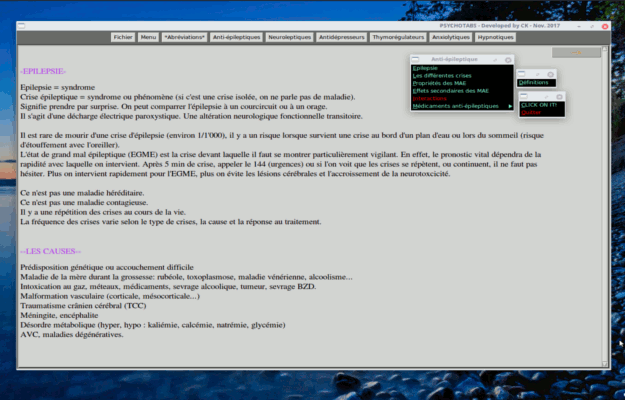 PSYCHOTABS - Developed by CK - Nov. 2017
Fichier Menu *Abréviations* Anti-épileptiques Neuroleptiques Antidépresseurs Thymorégulateurs Anxiolytiques Hypnotiques
Anti-épileptique
Epilepsie
Les différentes crises
Propriétés des MAE
Effets secondaires des MAE
Interactions
Médicaments anti-épileptiques
Définitions
CLICK ON IT!
Quitter
-EPILEPSIE-
Epilepsie = syndrome
Crise épileptique = syndrome ou phénomène (si c'est une crise isolée, on ne parle pas de maladie).
Signifie prendre par surprise. On peut comparer l'épilepsie à un courcircuit ou à un orage.
Il s'agit d'une décharge électrique paroxystique. Une altération neurologique fonctionnelle transitoire.
Il est rare de mourir d'une crise d'épilepsie (environ 1/1'000), il y a un risque lorsque survient une crise au bord d'un plan d'eau ou lors du sommeil (risque
d'étouffement avec l'oreiller).
L'état de grand mal épileptique (EGME) est la crise devant laquelle il faut se montrer particulièrement vigilant. En effet, le pronostic vital dépendra de la
rapidité avec laquelle on intervient. Après 5 min de crise, appeler le 144 (urgences) ou si l'on voit que les crises se répètent, ou continuent, il ne faut pas
hésiter. Plus on intervient rapidement pour l'EGME, plus on évite les lésions cérébrales et l'accroissement de la neurotoxicité.
Ce n'est pas une maladie héréditaire.
Ce n'est pas une maladie contagieuse.
Il y a une répétition des crises au cours de la vie.
La fréquence des crises varie selon le type de crises, la cause et la réponse au traitement.
--LES CAUSES--
Prédisposition génétique ou accouchement difficile
Maladie de la mère durant la grossesse: rubéole, toxoplasmose, maladie vénérienne, alcoolisme...
Intoxication au gaz, méteaux, médicaments, sevrage alcoolique, tumeur, sevrage BZD.
Malformation vasculaire (corticale, mésocorticale...)
Traumatisme crânien cérébral (TCC)
Méningite, encéphalite
Désordre métabolique (hyper, hypo : kaliémie, calcémie, natrémie, glycémie)
AVC, maladies dégénératives.